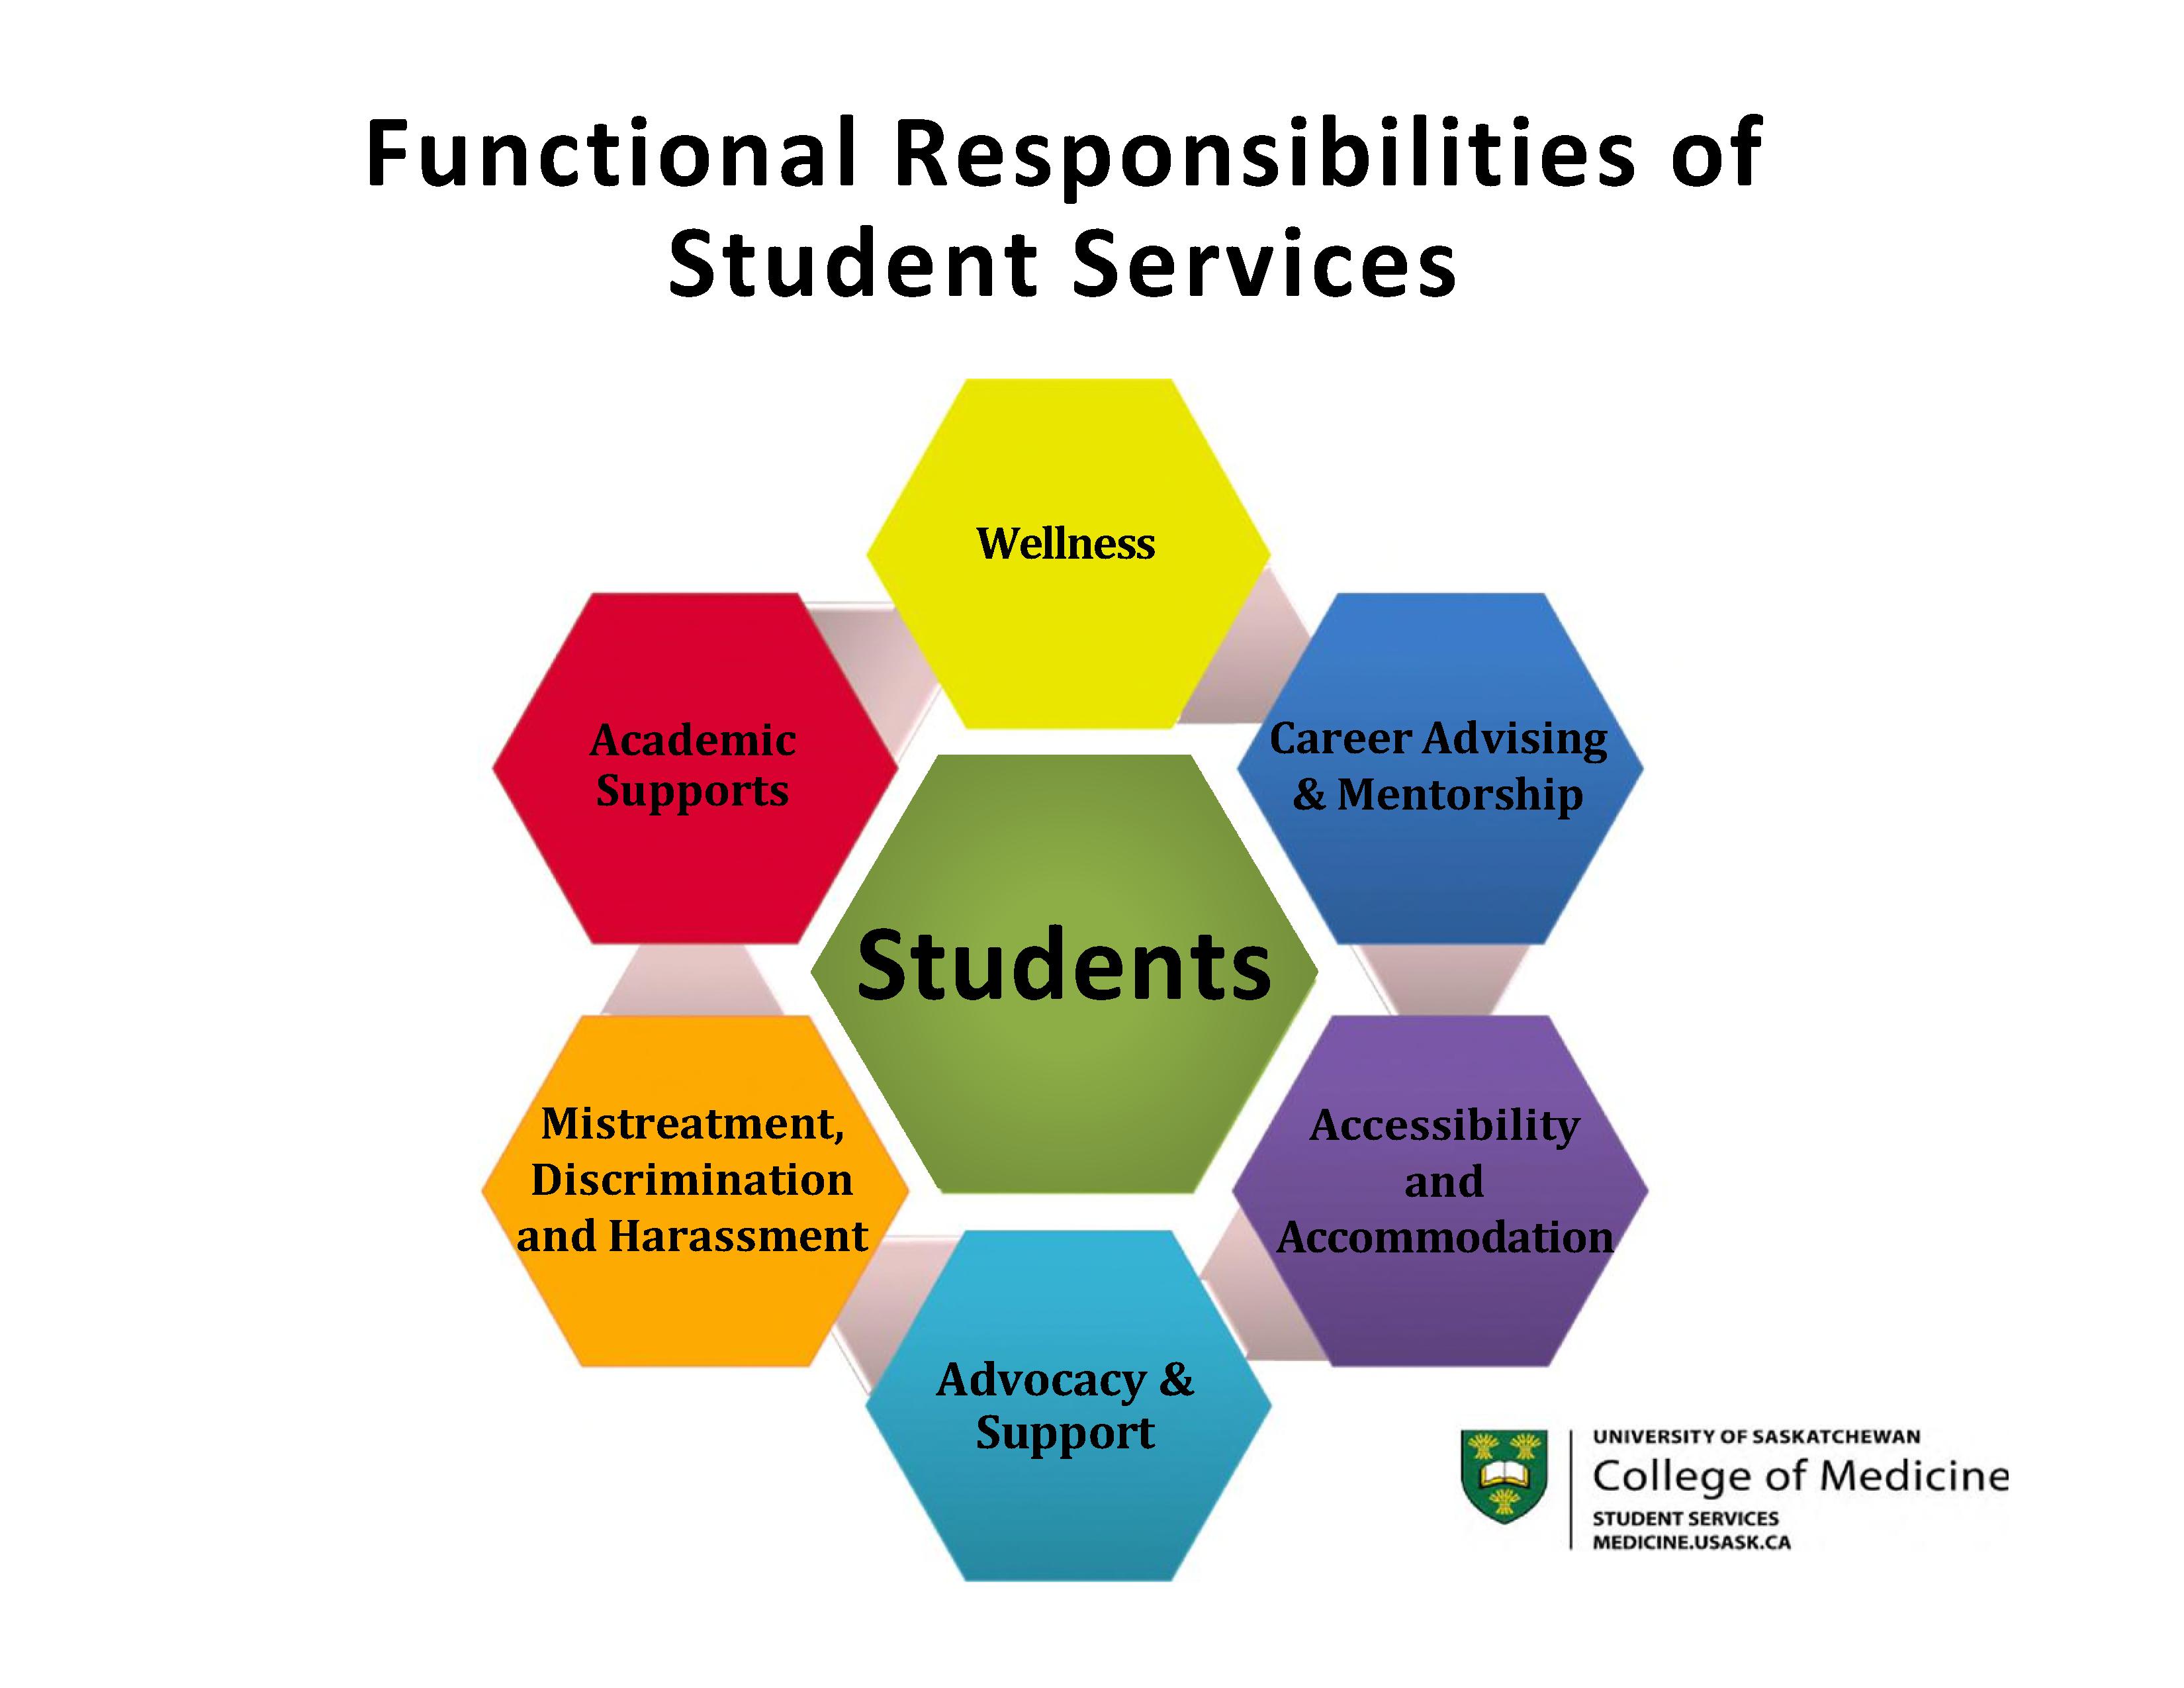 Functional Responsibilities of
Student Services
Wellness
Academic
Supports
Career Advising
& Mentorship
Students
Mistreatment,
Discrimination
and Harassment
Accessibility
and
Accommodation
Advocacy &
Support
UNIVERSITY OF SASKATCHEWAN
College of Medicine
STUDENT SERVICES
MEDICINE.USASK.CA